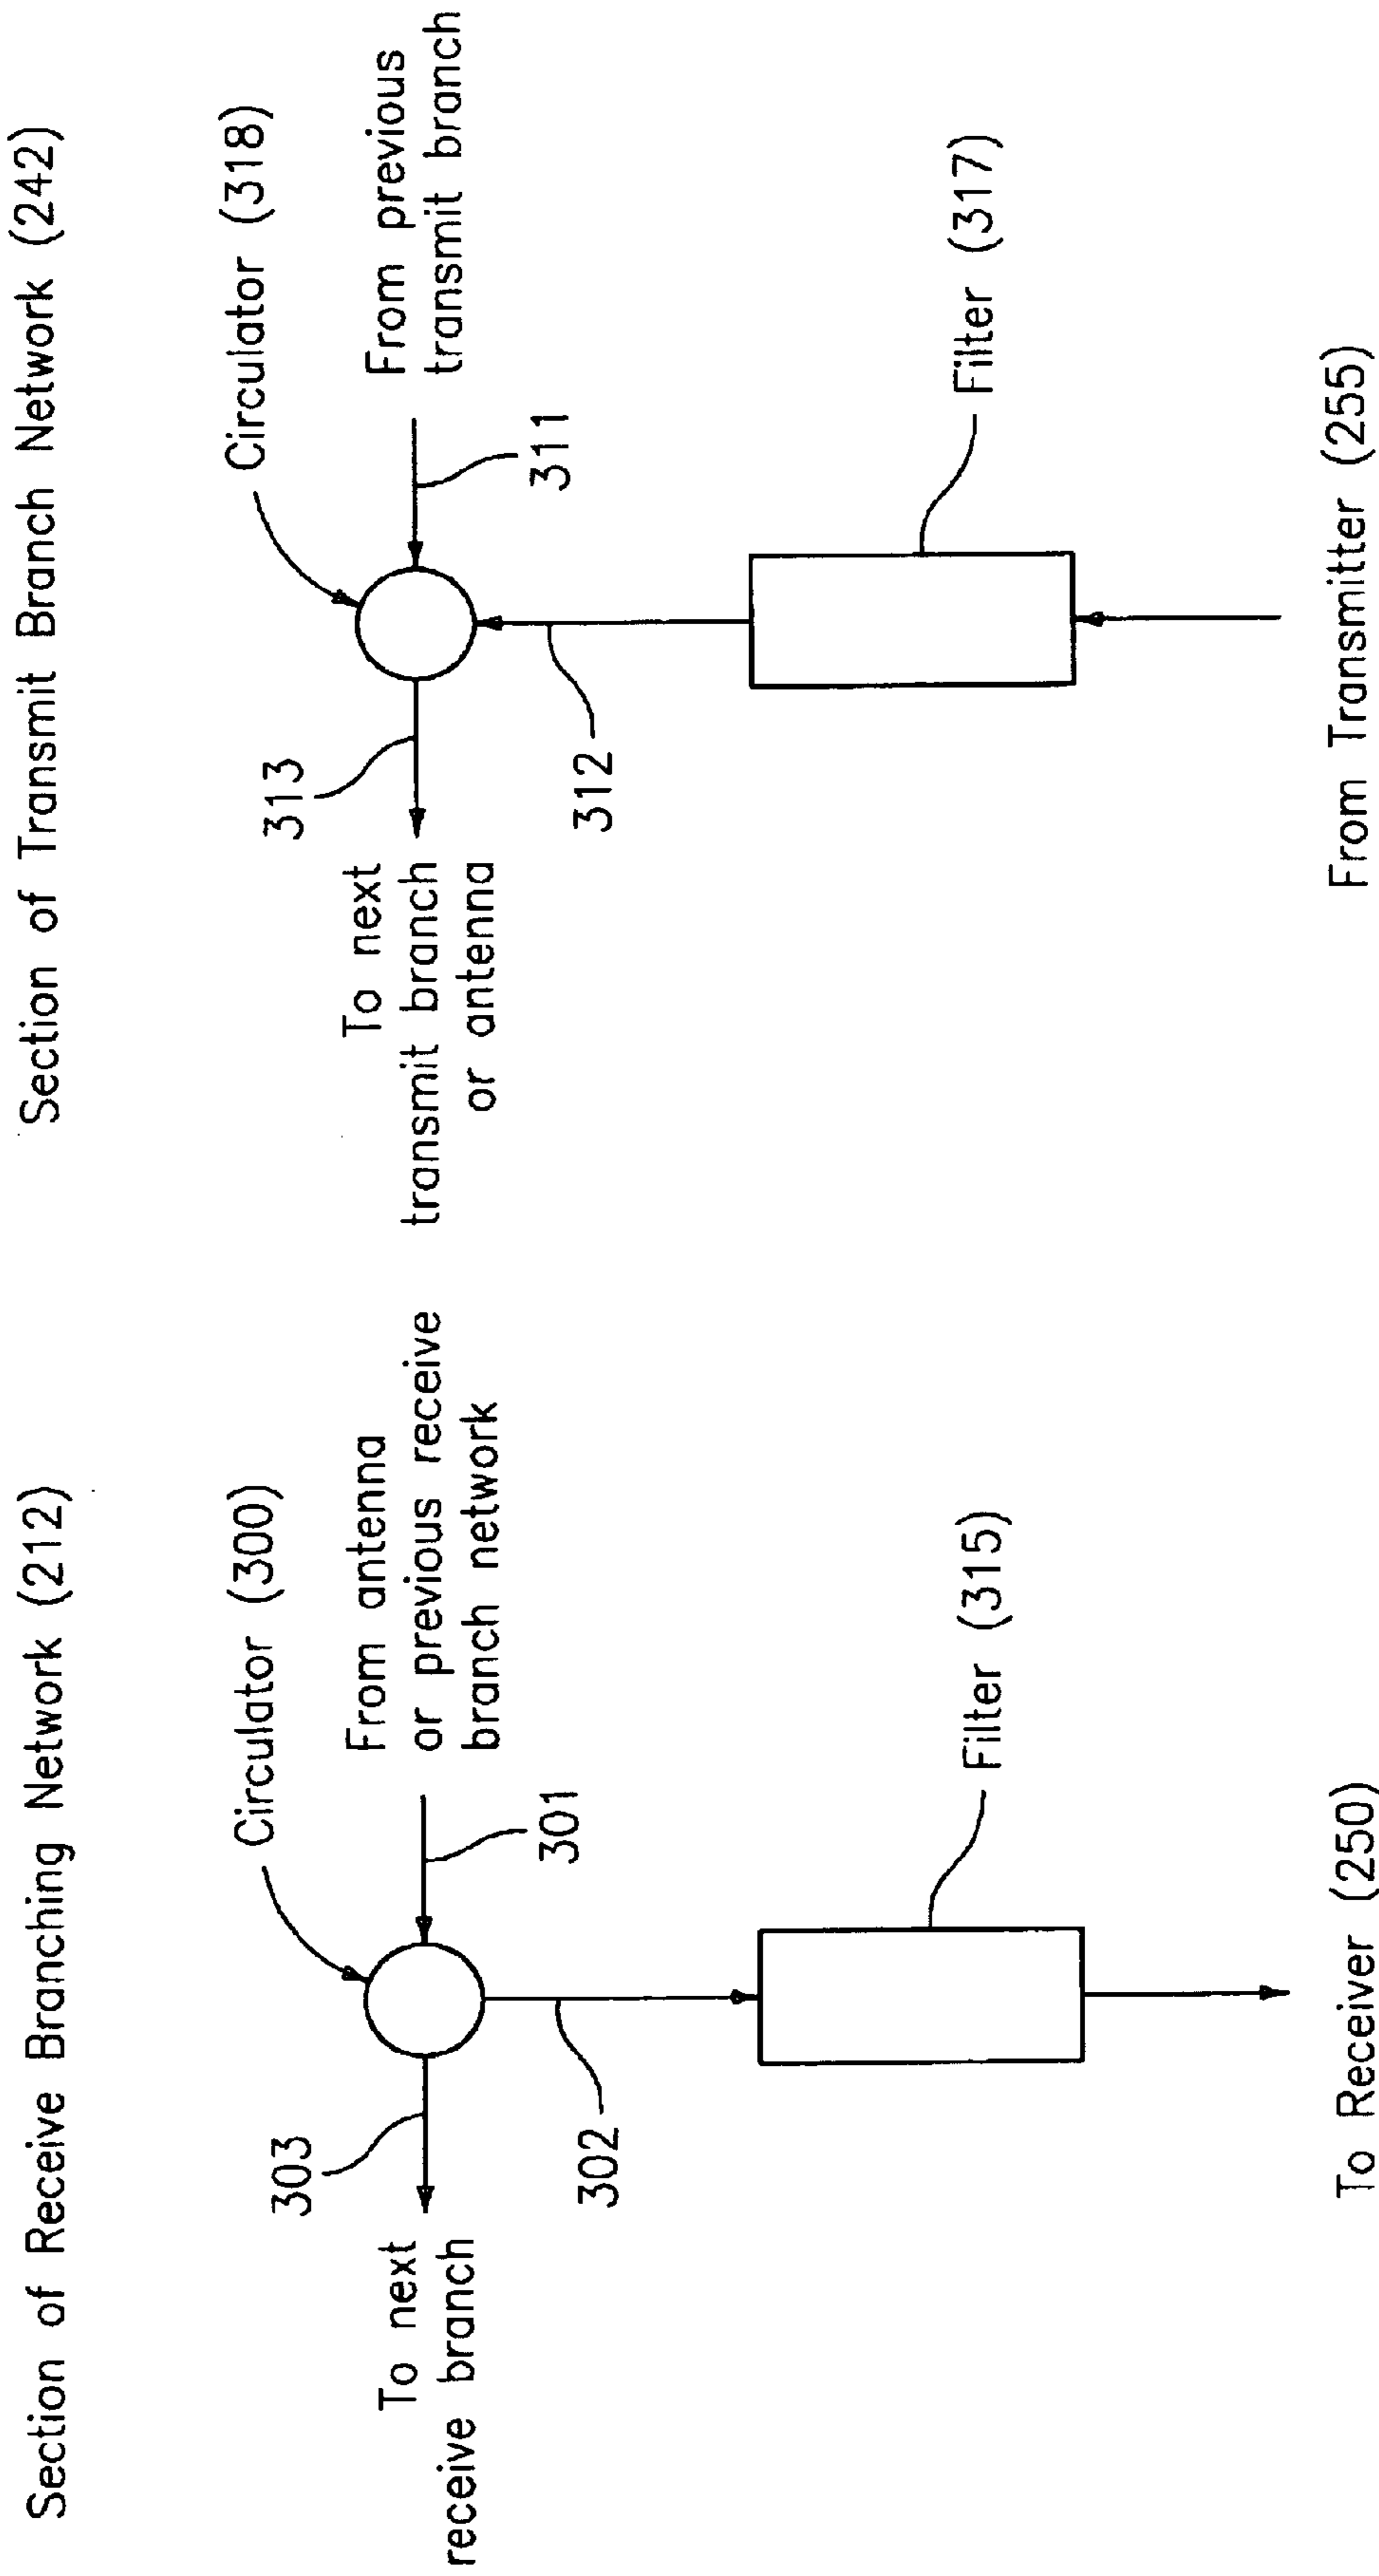 Section of Receive Branching Network (212)
Circulator (300)
From antenna
or previous receive
branch network
301
303
To next
receive branch
302
Filter (315)
To Receiver (250)
Section of Transmit Branch Network (242)
Circulator (318)
From previous
transmit branch
311
313
To next
transmit branch
or antenna
312
Filter (317)
From Transmitter (255)